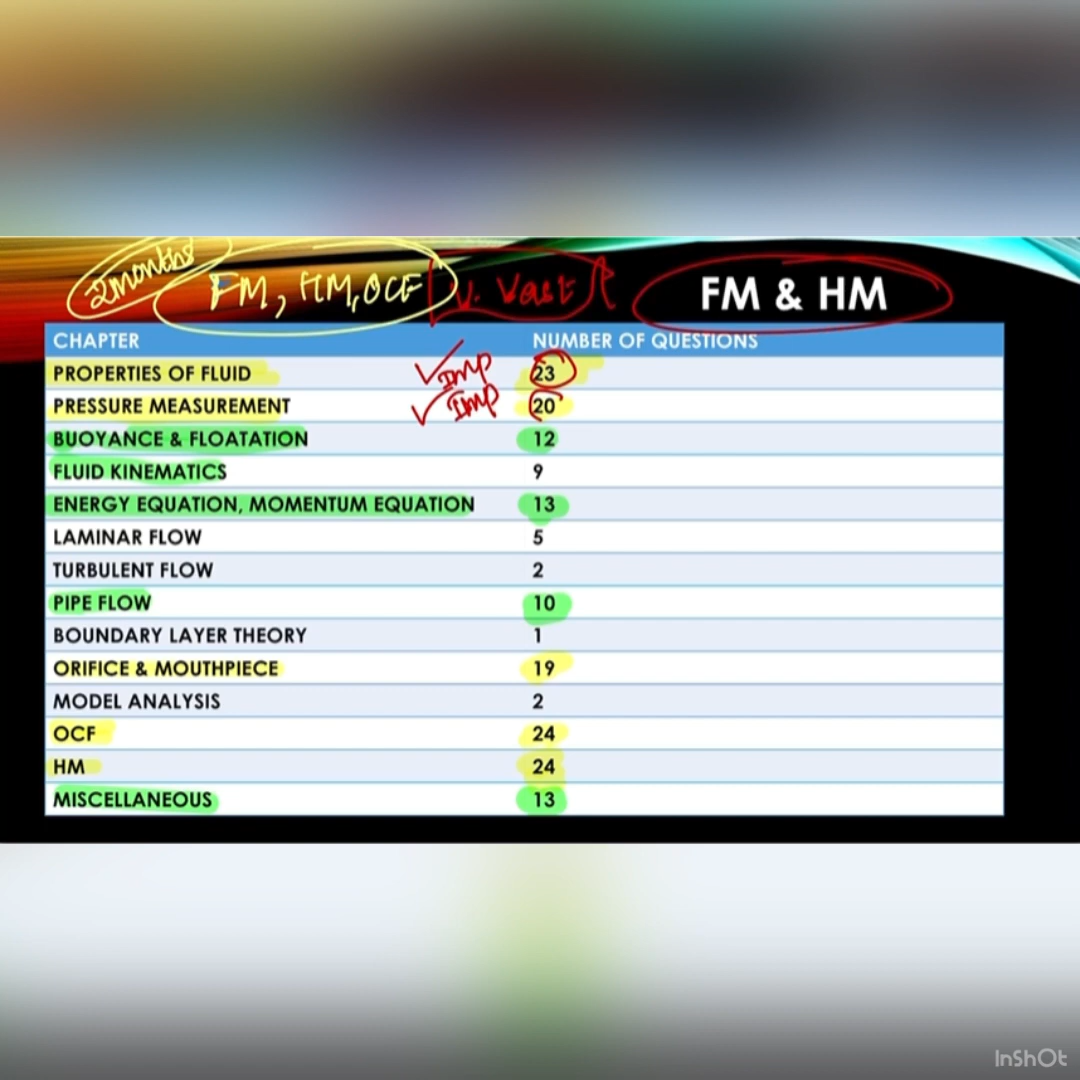 2months FM, HM, OCF V. Vast FM & HM
CHAPTER NUMBER OF QUESTIONS
PROPERTIES OF FLUID Imp 23
PRESSURE MEASUREMENT Imp 20
BUOYANCE & FLOATATION 12
FLUID KINEMATICS 9
ENERGY EQUATION, MOMENTUM EQUATION 13
LAMINAR FLOW 5
TURBULENT FLOW 2
PIPE FLOW 10
BOUNDARY LAYER THEORY 1
ORIFICE & MOUTHPIECE 19
MODEL ANALYSIS 2
OCF 24
HM 24
MISCELLANEOUS 13
InShOt